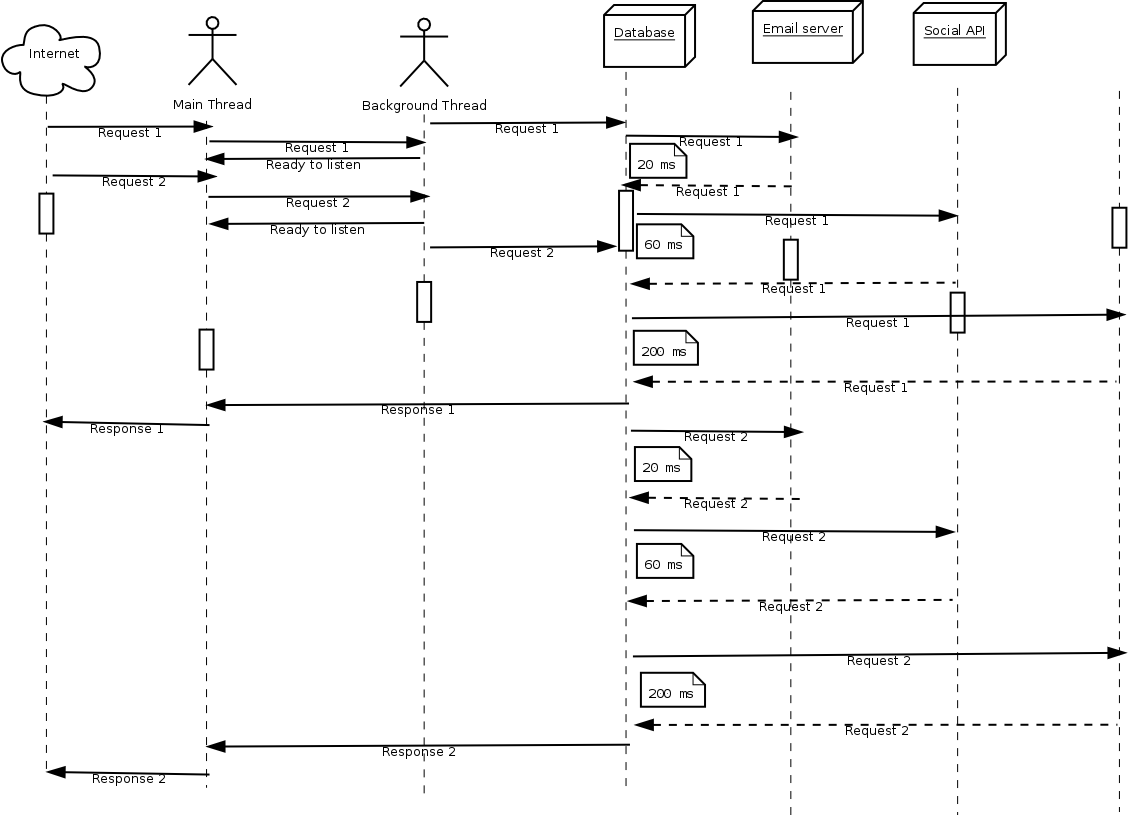 Internet
Main Thread
Background Thread
Database
Email server
Social API
Request 1
Request 1
Request 1
Request 1
Ready to listen
20 ms
Request 2
Request 1
Request 2
Request 1
Ready to listen
60 ms
Request 2
Request 1
Request 1
200 ms
Request 1
Response 1
Response 1
Request 2
20 ms
Request 2
Request 2
60 ms
Request 2
Request 2
200 ms
Request 2
Response 2
Response 2